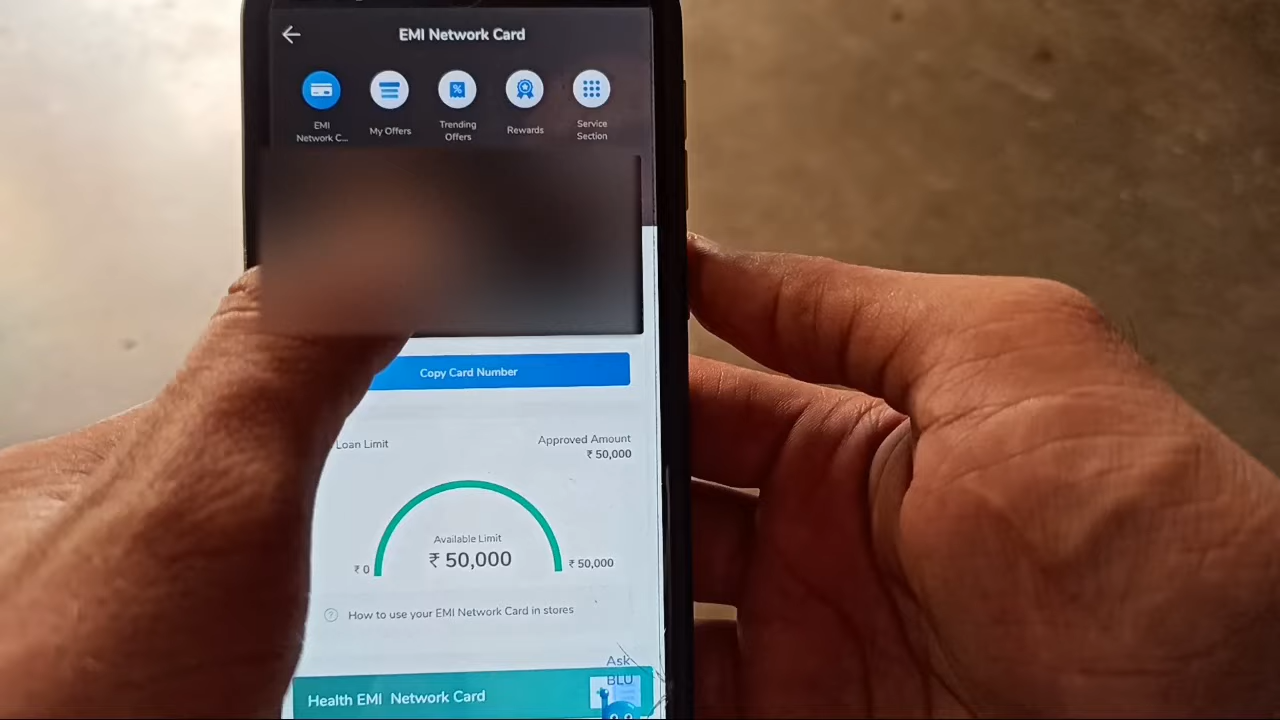 EMI Network Card
EMI
Network C...
My Offers
Trending
Offers
Rewards
Service
Section
Copy Card Number
Loan Limit
Approved Amount
₹ 50,000
Available Limit
₹ 50,000
₹ 0
₹ 50,000
How to use your EMI Network Card in stores
Ask
BLU
Health EMI Network Card